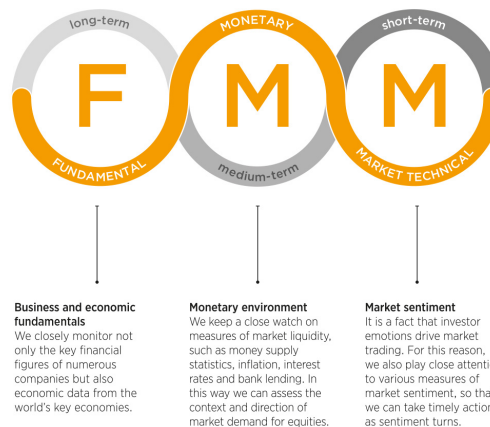 long-term
MONETARY
short-term
F
M
M
FUNDAMENTAL
medium-term
MARKET TECHNICAL
Business and economic
fundamentals
We closely monitor not
only the key financial
figures of numerous
companies but also
economic data from the
world's key economies.
Monetary environment
We keep a close watch on
measures of market liquidity,
such as money supply
statistics, inflation, interest
rates and bank lending. In
this way we can assess the
context and direction of
market demand for equities.
Market sentiment
It is a fact that investor
emotions drive market
trading. For this reason,
we also play close attenti
to various measures of
market sentiment, so tha
we can take timely action
as sentiment turns.